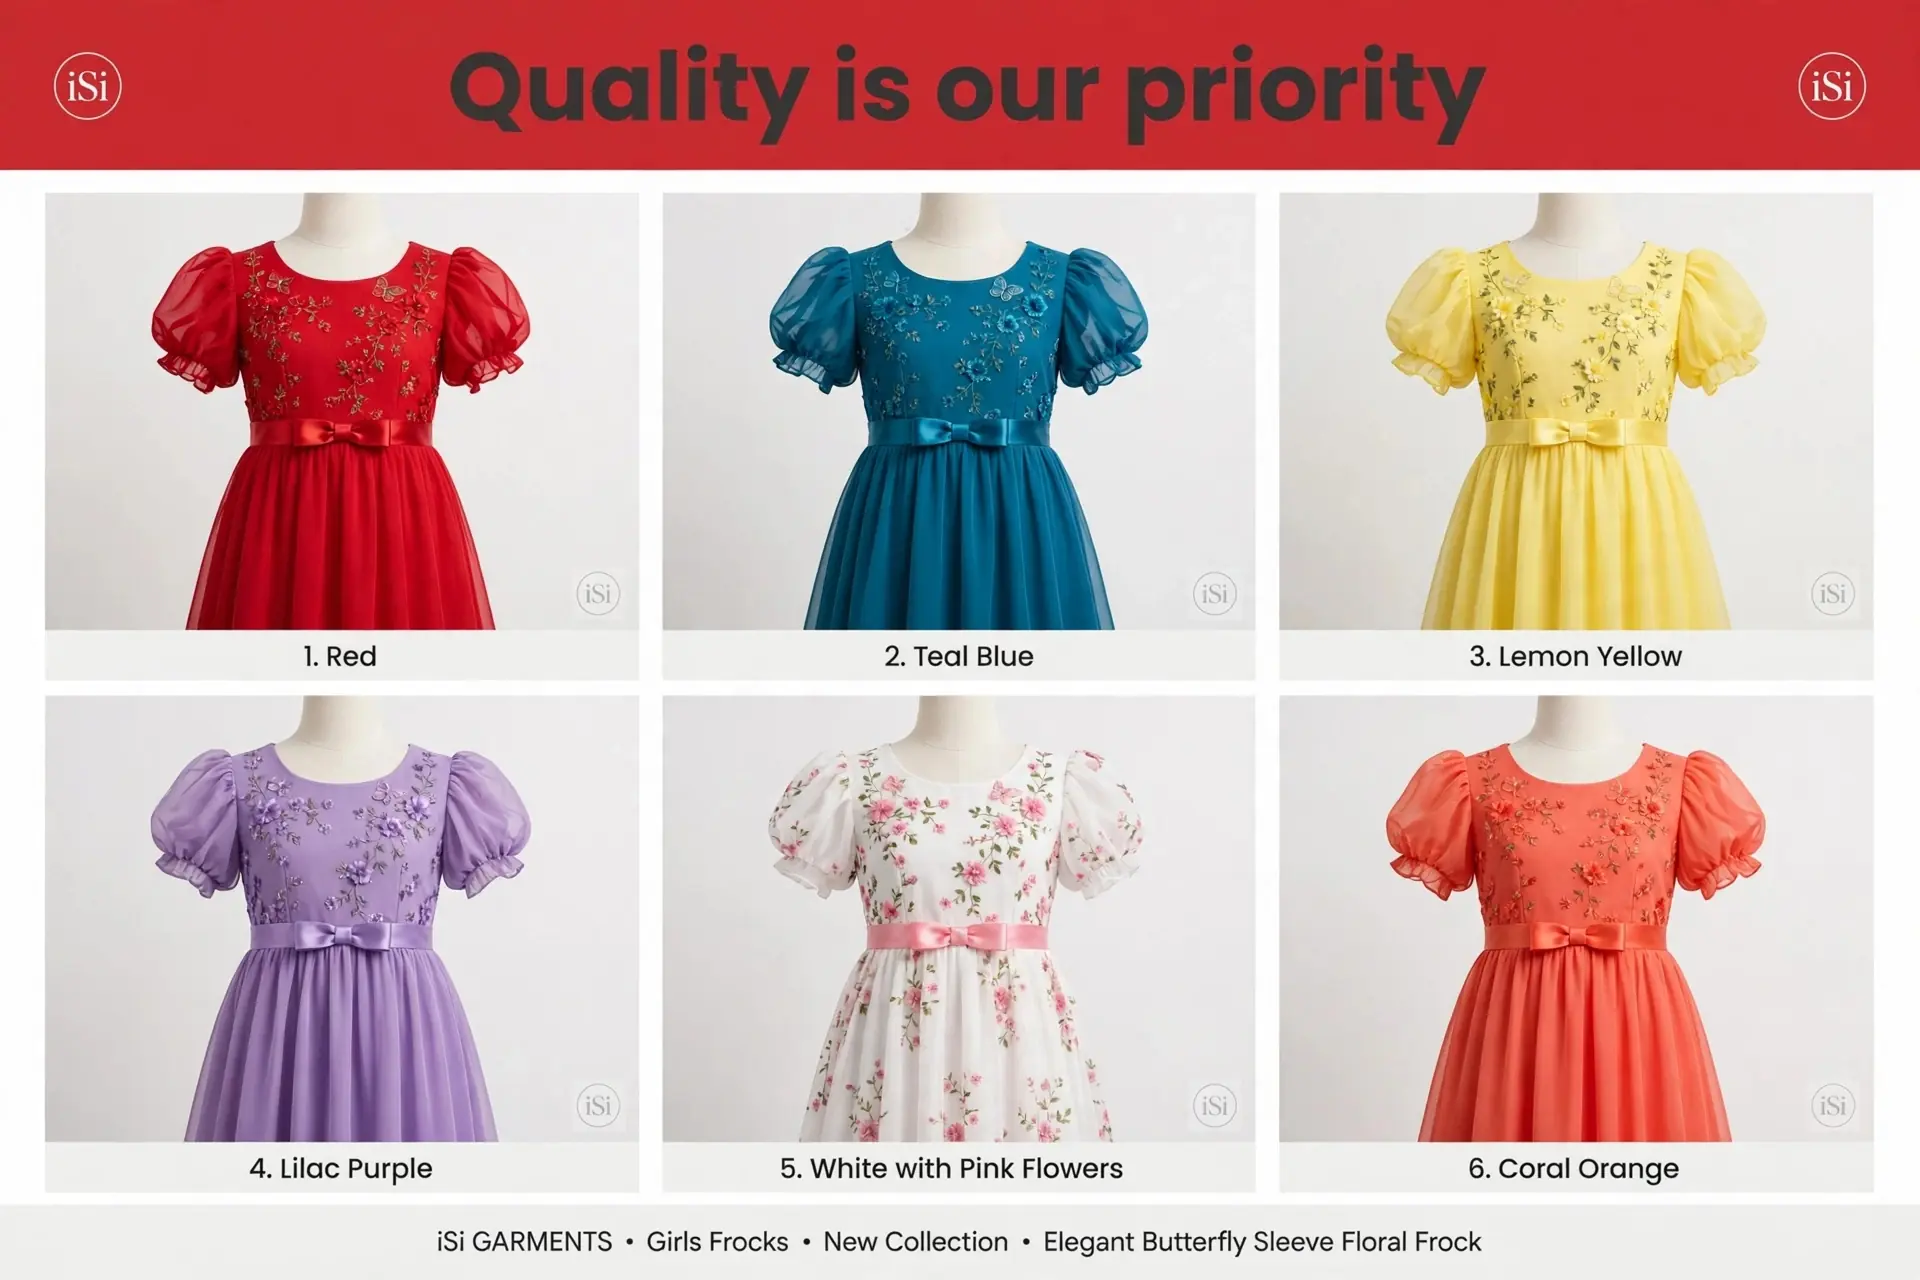 iSi
Quality is our priority
iSi
iSi
iSi
iSi
1. Red
2. Teal Blue
3. Lemon Yellow
iSi
iSi
iSi
4. Lilac Purple
5. White with Pink Flowers
6. Coral Orange
iSi GARMENTS • Girls Frocks • New Collection • Elegant Butterfly Sleeve Floral Frock